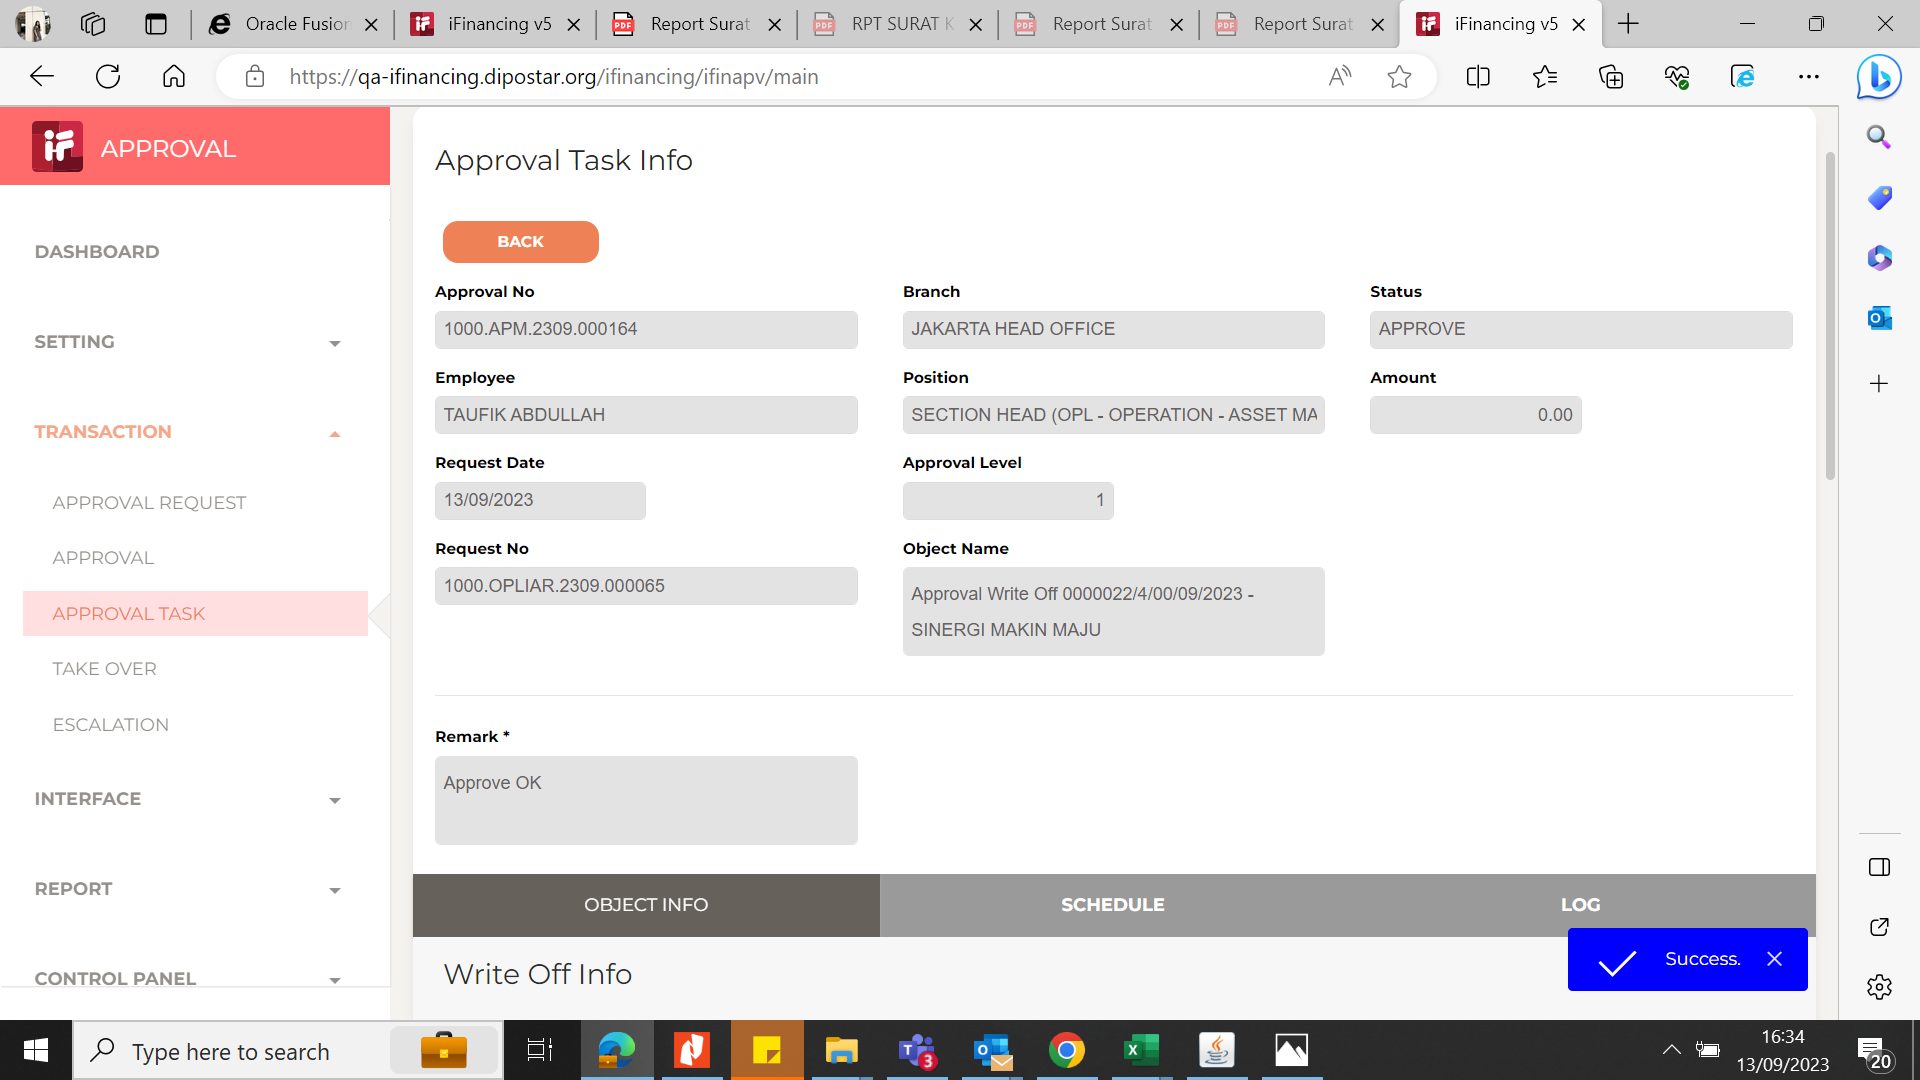 Oracle Fusion
iFinancing v5
Report Surat
RPT SURAT K
Report Surat
Report Surat
iFinancing v5
https://qa-ifinancing.dipostar.org/ifinancing/ifinapv/main
iF APPROVAL
DASHBOARD
SETTING
TRANSACTION
APPROVAL REQUEST
APPROVAL
APPROVAL TASK
TAKE OVER
ESCALATION
INTERFACE
REPORT
CONTROL PANEL
Approval Task Info
BACK
Approval No
1000.APM.2309.000164
Branch
JAKARTA HEAD OFFICE
Status
APPROVE
Employee
TAUFIK ABDULLAH
Position
SECTION HEAD (OPL - OPERATION - ASSET MA
Amount
0.00
Request Date
13/09/2023
Approval Level
1
Request No
1000.OPLIAR.2309.000065
Object Name
Approval Write Off 0000022/4/00/09/2023 -
SINERGI MAKIN MAJU
Remark *
Approve OK
OBJECT INFO
SCHEDULE
LOG
Write Off Info
Success.
Type here to search
3
16:34
13/09/2023
20